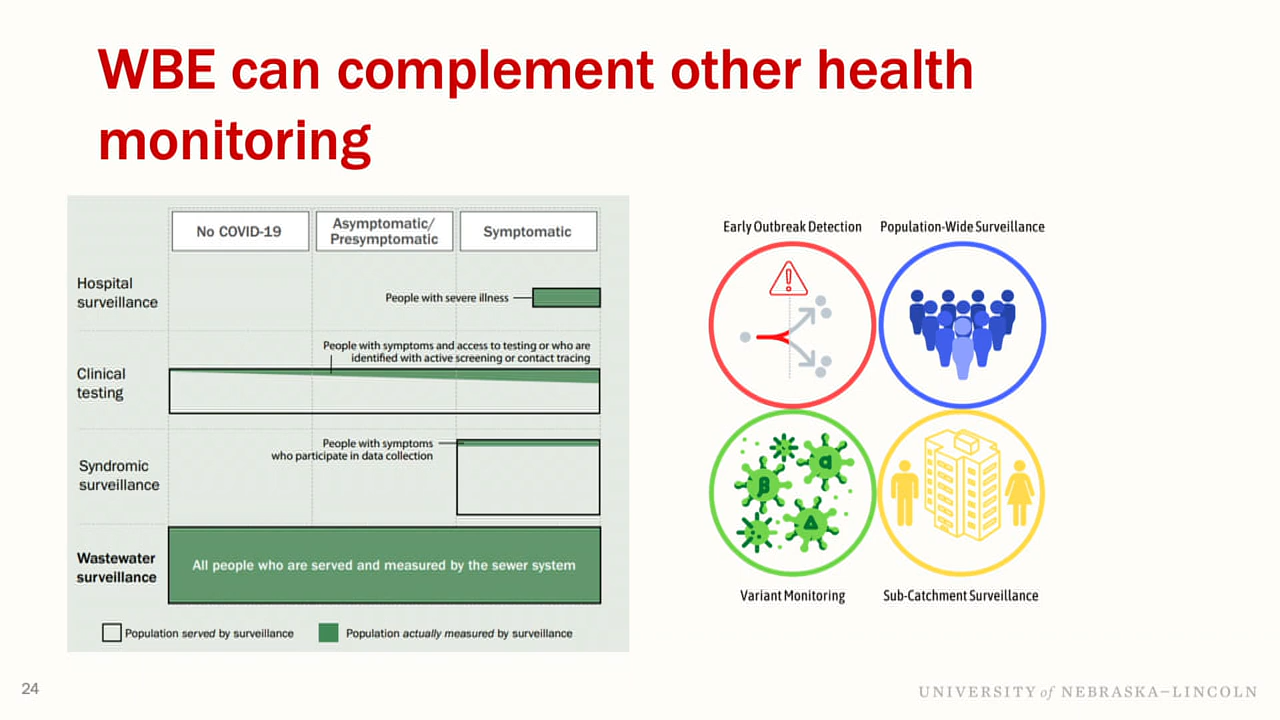 WBE can complement other health
monitoring
No COVID-19
Asymptomatic/
Presymptomatic
Symptomatic
Hospital
surveillance
People with severe illness
People with symptoms and access to testing or who are
identified with active screening or contact tracing
Clinical
testing
People with symptoms
who participate in data collection
Syndromic
surveillance
Wastewater
surveillance
All people who are served and measured by the sewer system
Population served by surveillance
Population actually measured by surveillance
Early Outbreak Detection
Population-Wide Surveillance
α
β
Δ
Variant Monitoring
Sub-Catchment Surveillance
24
UNIVERSITY of NEBRASKA–LINCOLN